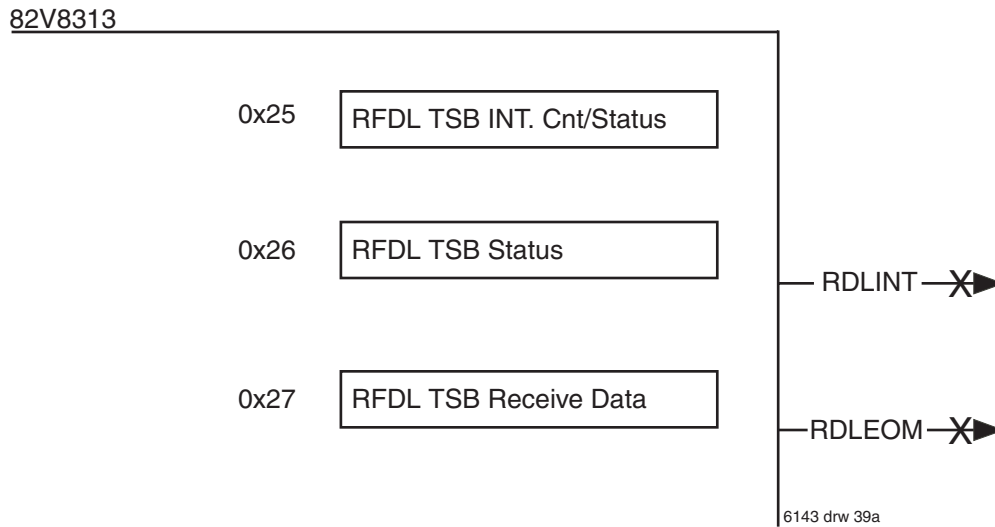 82V8313
0x25 RFDL TSB INT. Cnt/Status
0x26 RFDL TSB Status
RDLINT
0x27 RFDL TSB Receive Data
RDLEOM
6143 drw 39a